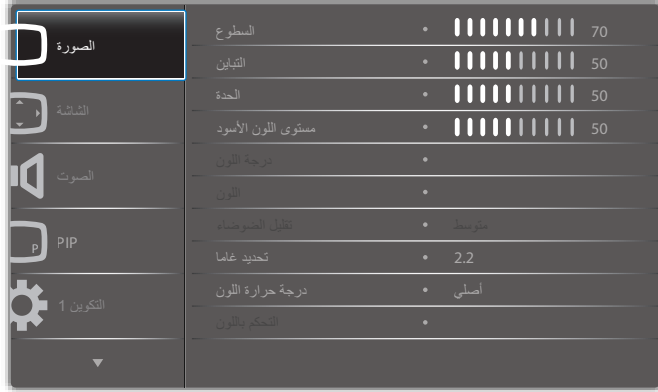 الصورة
الشاشة
الصوت
PIP
P
التكوين 1
السطوع • 70
التباين • 50
الحدة • 50
مستوى اللون الأسود • 50
درجة اللون •
اللون •
تقليل الضوضاء • متوسط
تحديد غاما • 2.2
درجة حرارة اللون • أصلي
التحكم باللون •